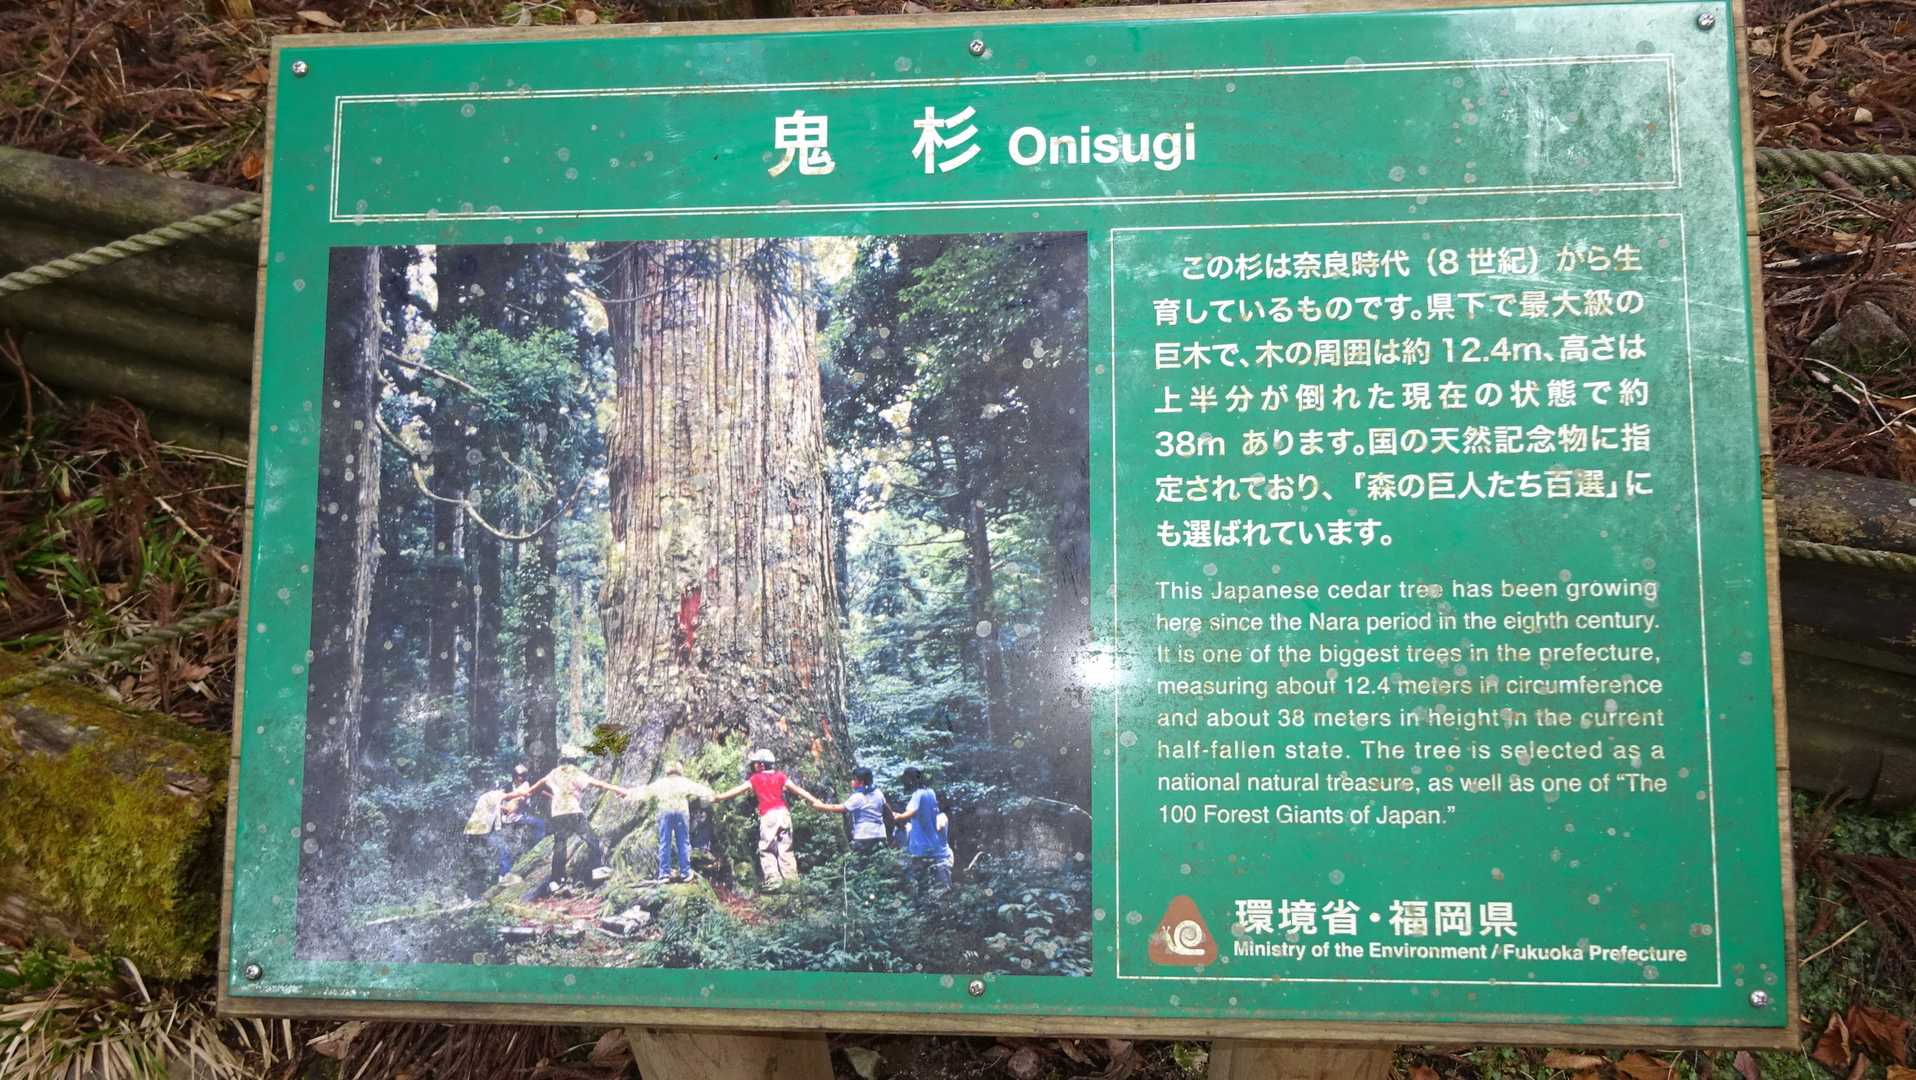 鬼 杉 Onisugi
この杉は奈良時代（8世紀）から生
育しているものです。県下で最大級の
巨木で、木の周囲は約 12.4m、高さは
上半分が倒れた現在の状態で約
38m あります。国の天然記念物に指
定されており、『森の巨人たち百選』に
も選ばれています。
This Japanese cedar tree has been growing
here since the Nara period in the eighth century.
It is one of the biggest trees in the prefecture,
measuring about 12.4 meters in circumference
and about 38 meters in height in the current
half-fallen state. The tree is selected as a
national natural treasure, as well as one of “The
100 Forest Giants of Japan.”
環境省・福岡県
Ministry of the Environment / Fukuoka Prefecture